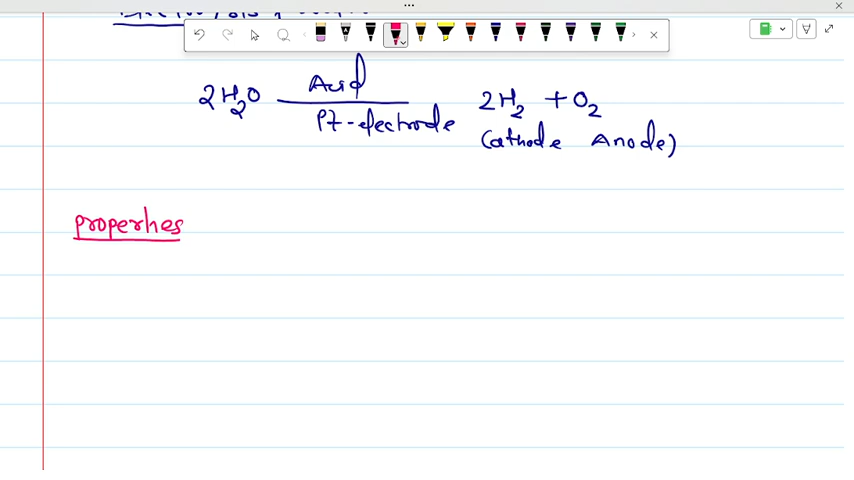 Acid
2H₂O 2H₂ + O₂
Pt-electrode
(Cathode Anode)
properties